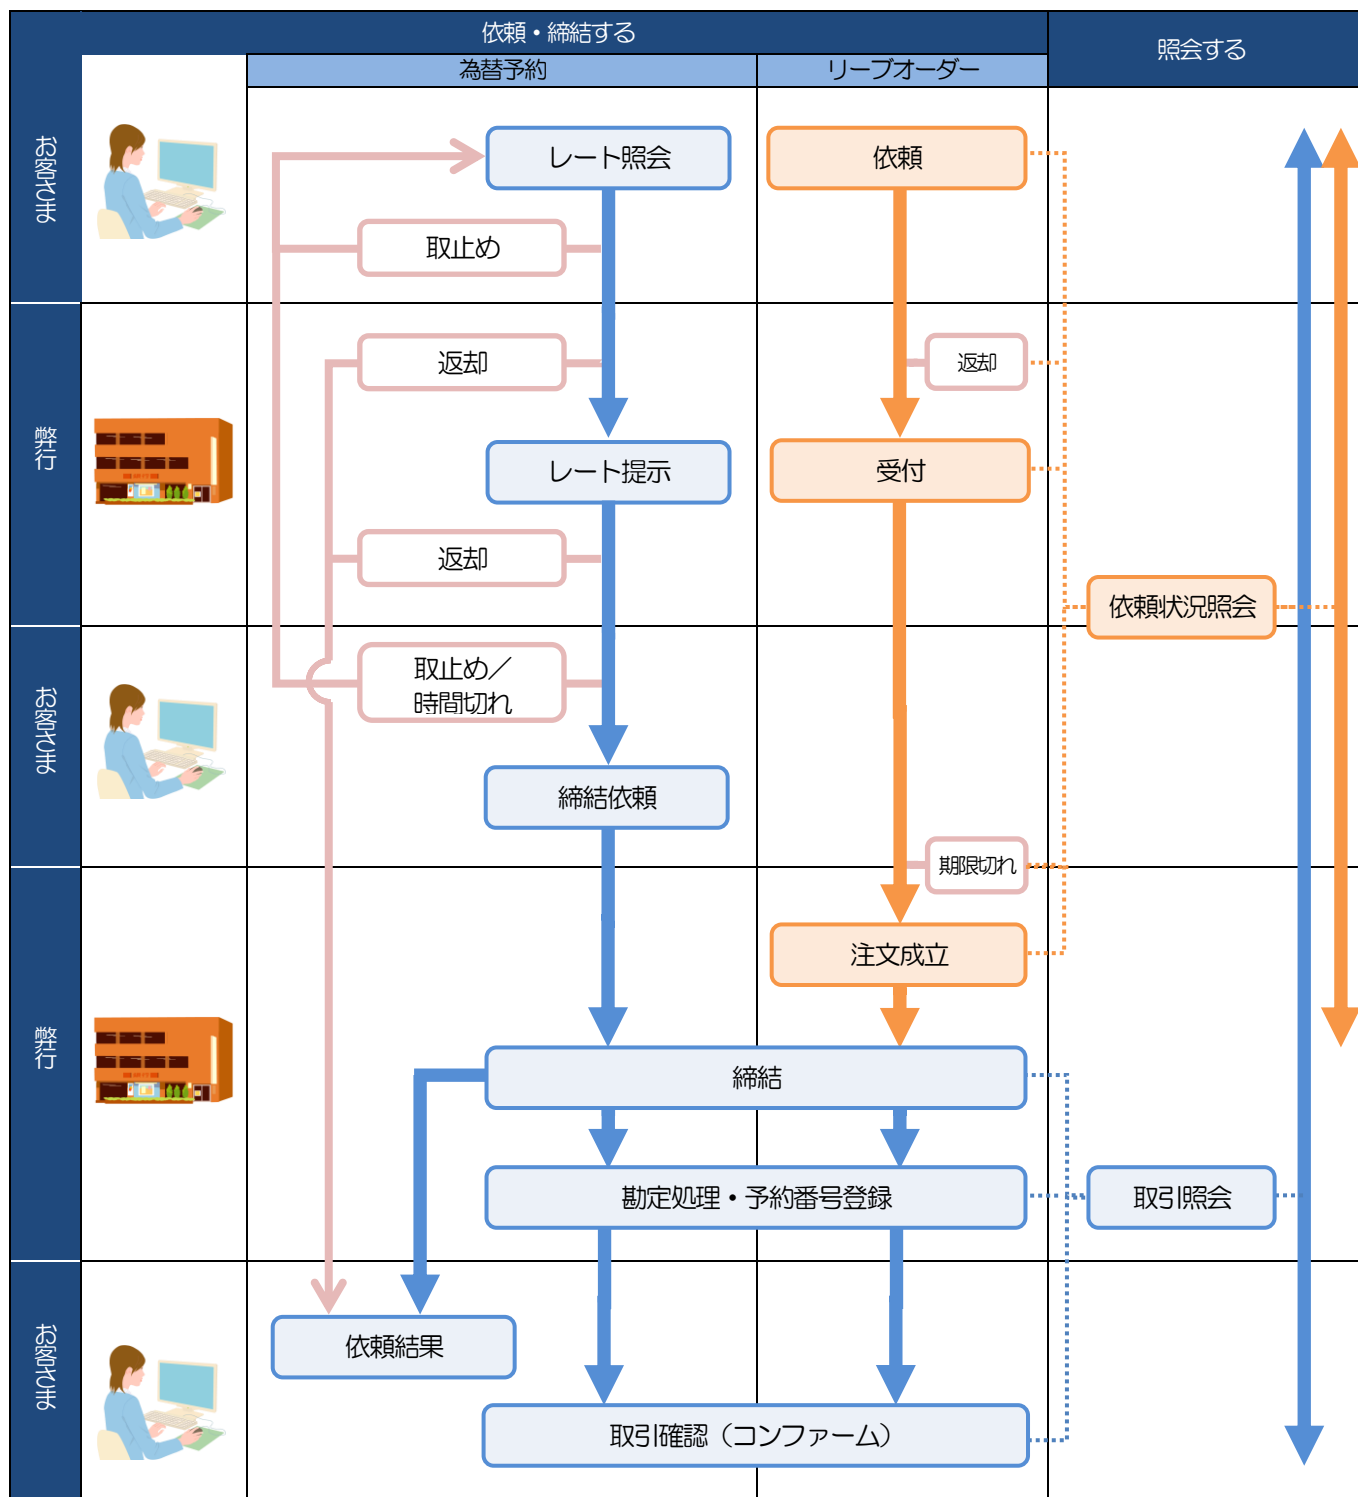 依頼・締結する
照会する
為替予約
リーブオーダー
お客さま
レート照会
依頼
取止め
弊行
返却
返却
レート提示
受付
返却
依頼状況照会
お客さま
取止め／
時間切れ
締結依頼
期限切れ
弊行
注文成立
締結
勘定処理・予約番号登録
取引照会
お客さま
依頼結果
取引確認（コンファーム）